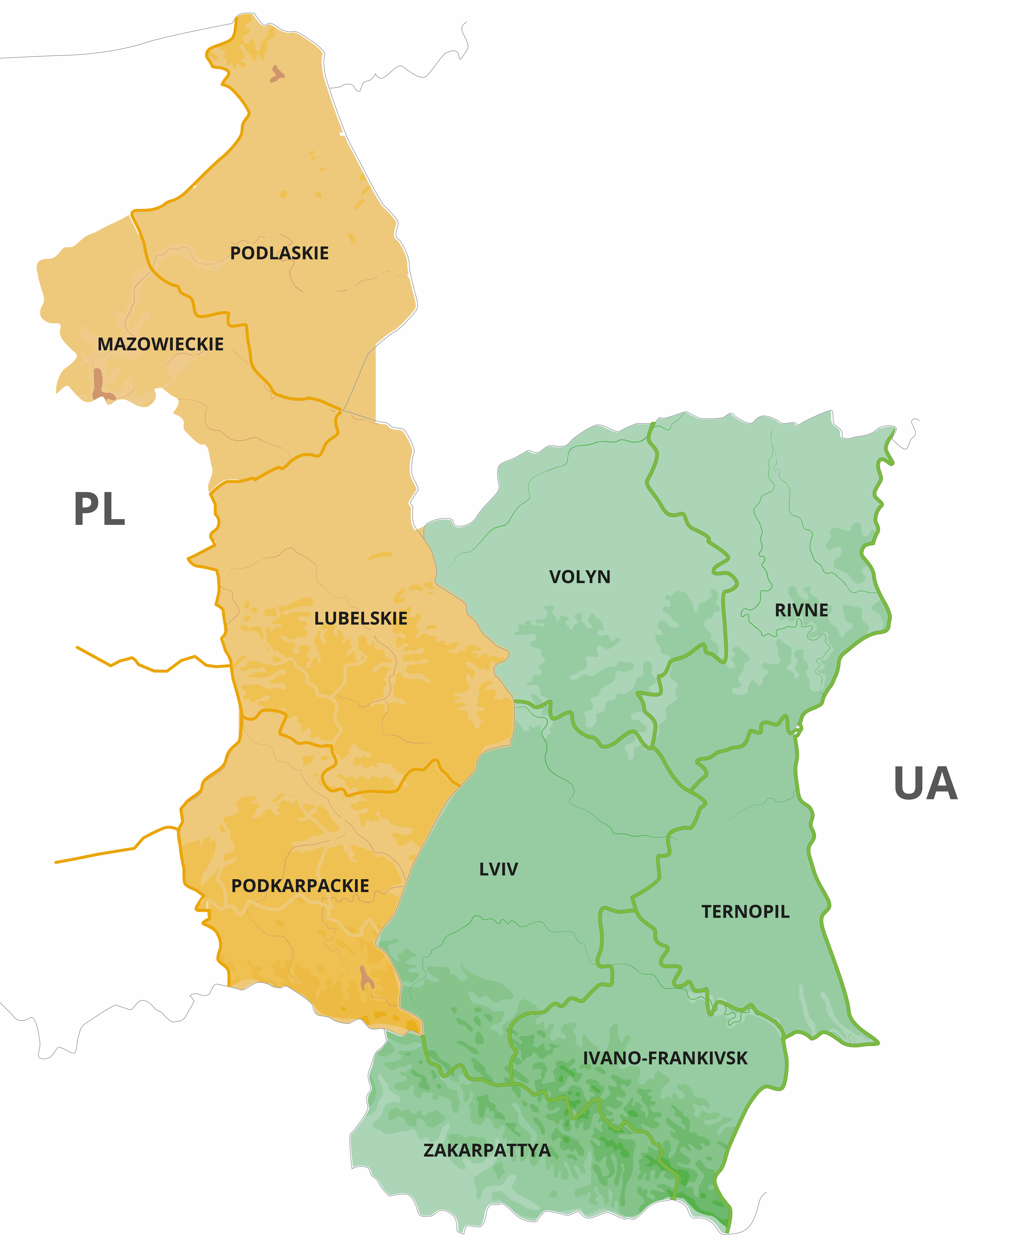 PODLASKIE
MAZOWIECKIE
PL
VOLYN
RIVNE
LUBELSKIE
UA
LVIV
PODKARPACKIE
TERNOPIL
IVANO-FRANKIVSK
ZAKARPATTYA